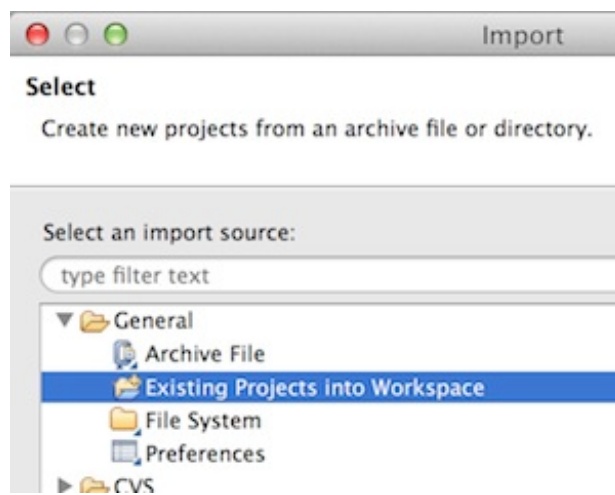 Import
Select
Create new projects from an archive file or directory.
Select an import source:
type filter text
General
Archive File
Existing Projects into Workspace
File System
Preferences
CVS